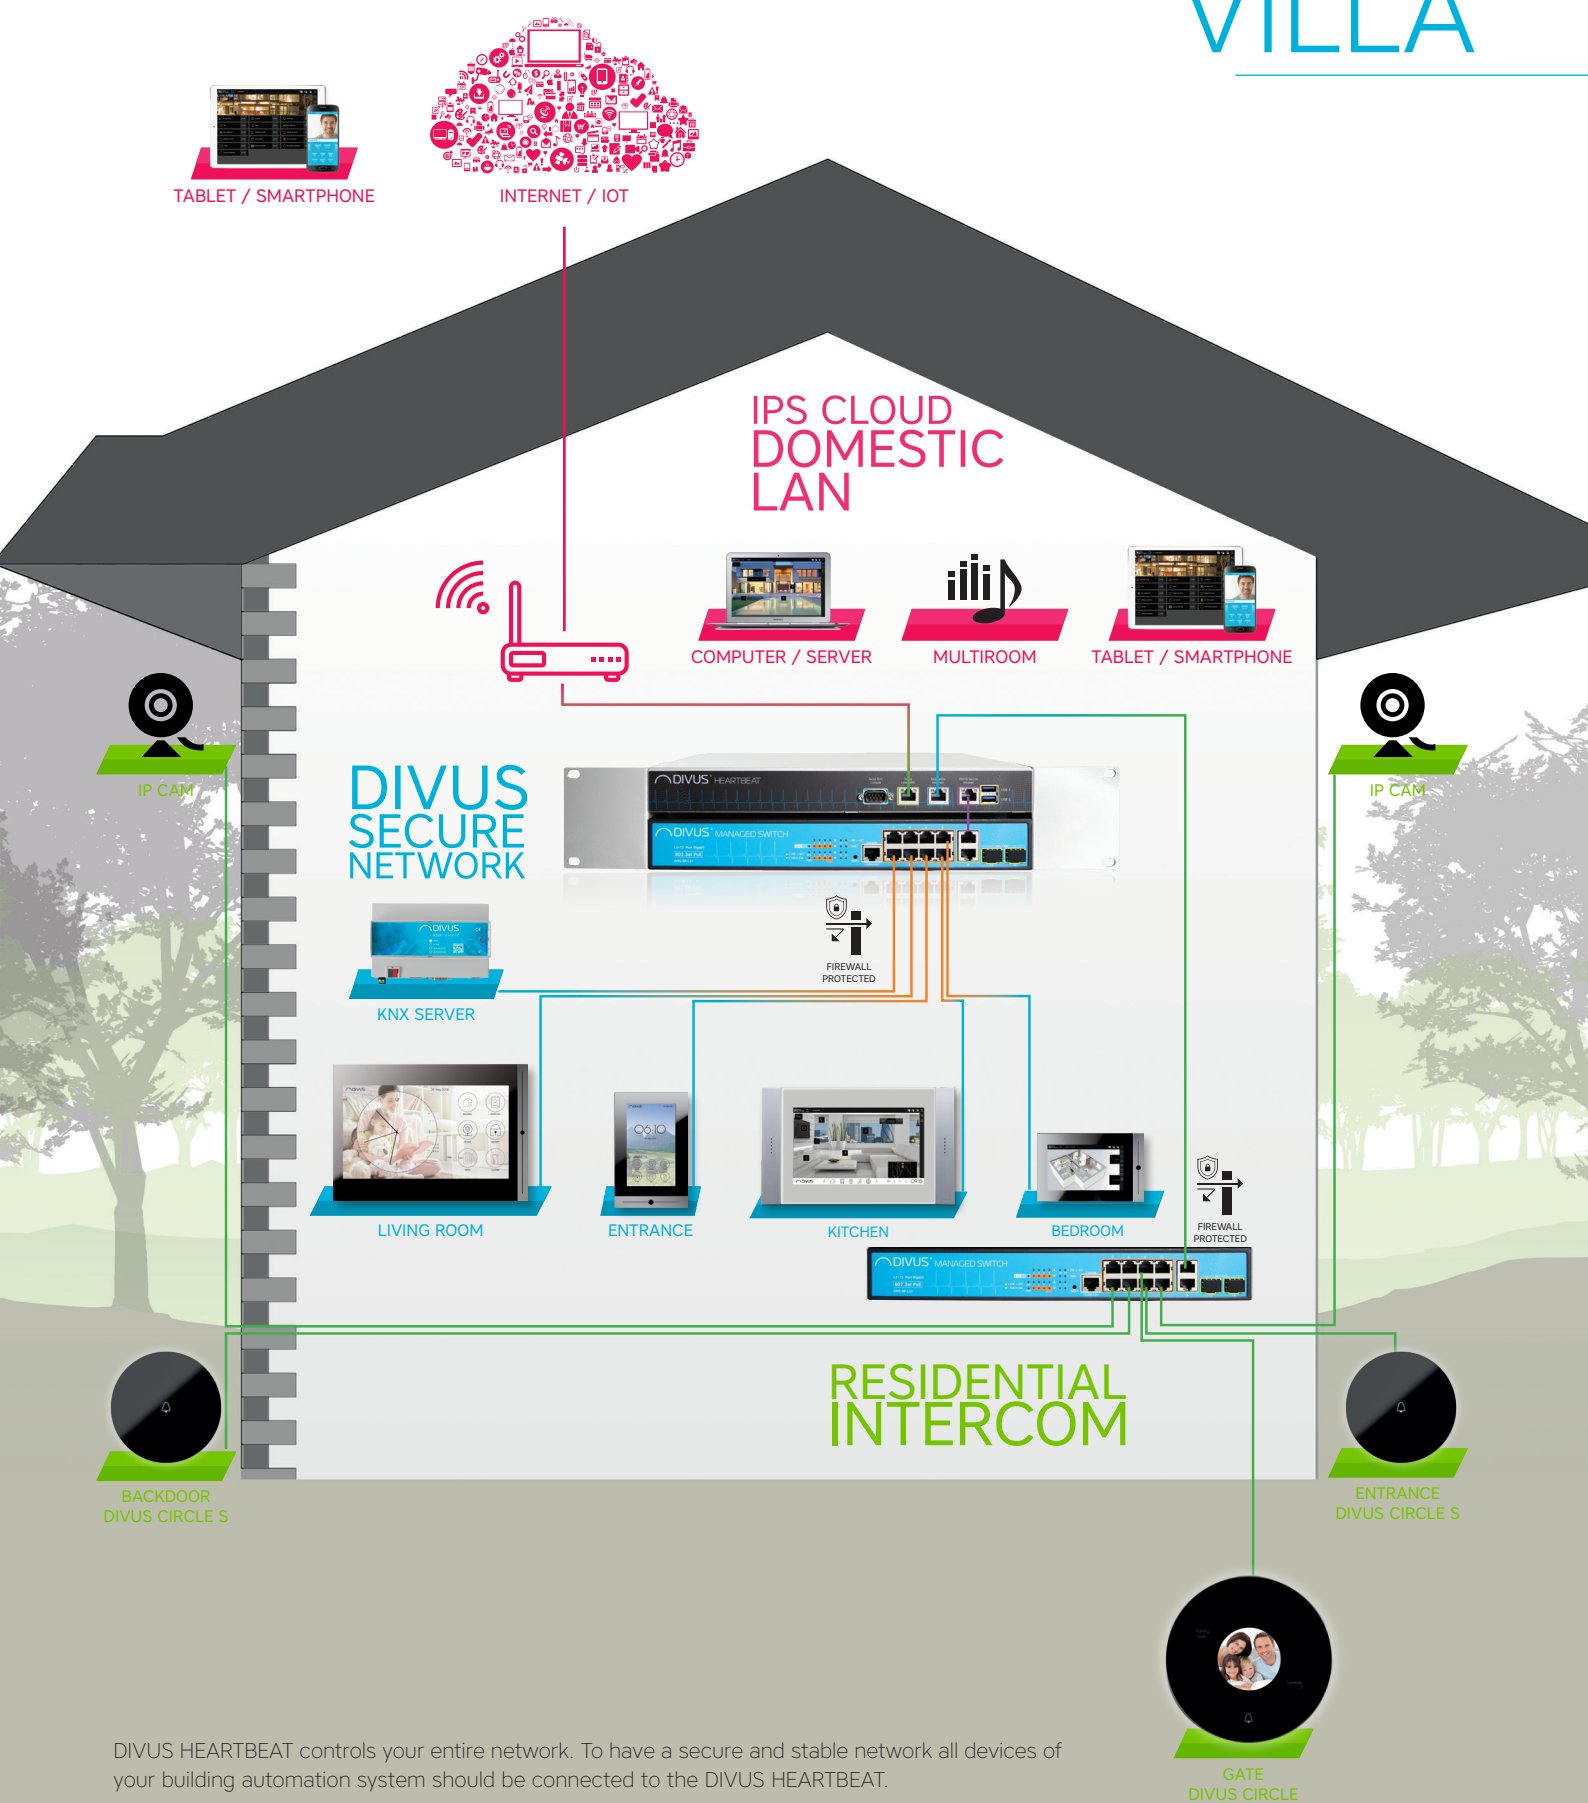 VILLA
TABLET / SMARTPHONE
INTERNET / IOT
IPS CLOUD
DOMESTIC
LAN
COMPUTER / SERVER
MULTIROOM
TABLET / SMARTPHONE
IP CAM
IP CAM
DIVUS
SECURE
NETWORK
DIVUS HEARTBEAT
DIVUS MANAGED SWITCH
DIVUS
FIREWALL
PROTECTED
KNX SERVER
06:10
LIVING ROOM
ENTRANCE
KITCHEN
BEDROOM
FIREWALL
PROTECTED
DIVUS MANAGED SWITCH
RESIDENTIAL
INTERCOM
BACKDOOR
DIVUS CIRCLE S
ENTRANCE
DIVUS CIRCLE S
DIVUS HEARTBEAT controls your entire network. To have a secure and stable network all devices of
your building automation system should be connected to the DIVUS HEARTBEAT.
GATE
DIVUS CIRCLE